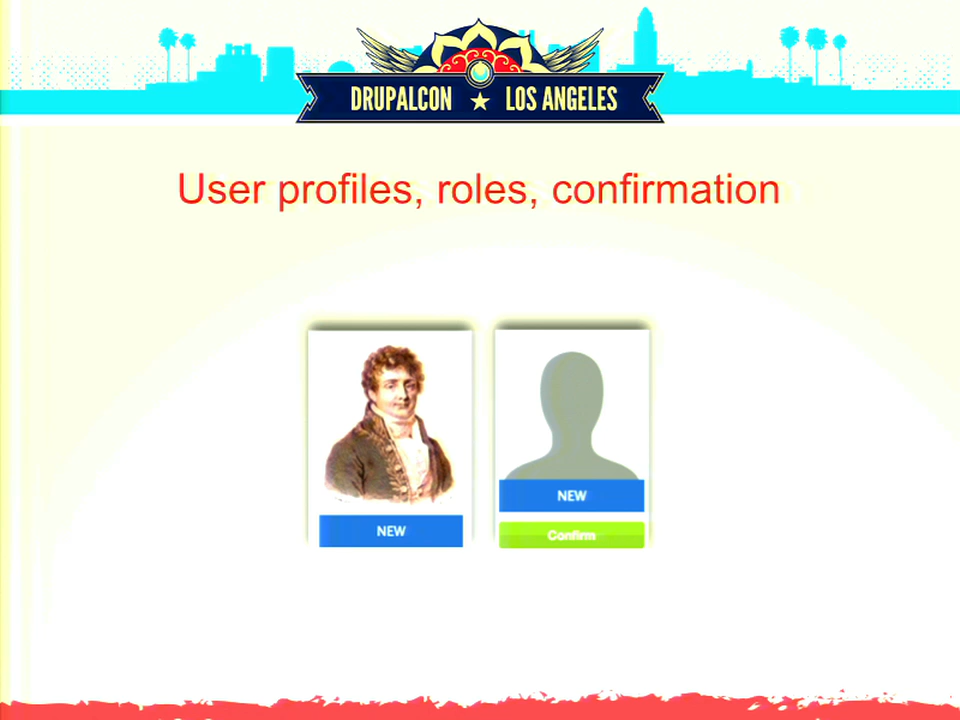 DRUPALCON ★ LOS ANGELES
User profiles, roles, confirmation
NEW
NEW
Confirm